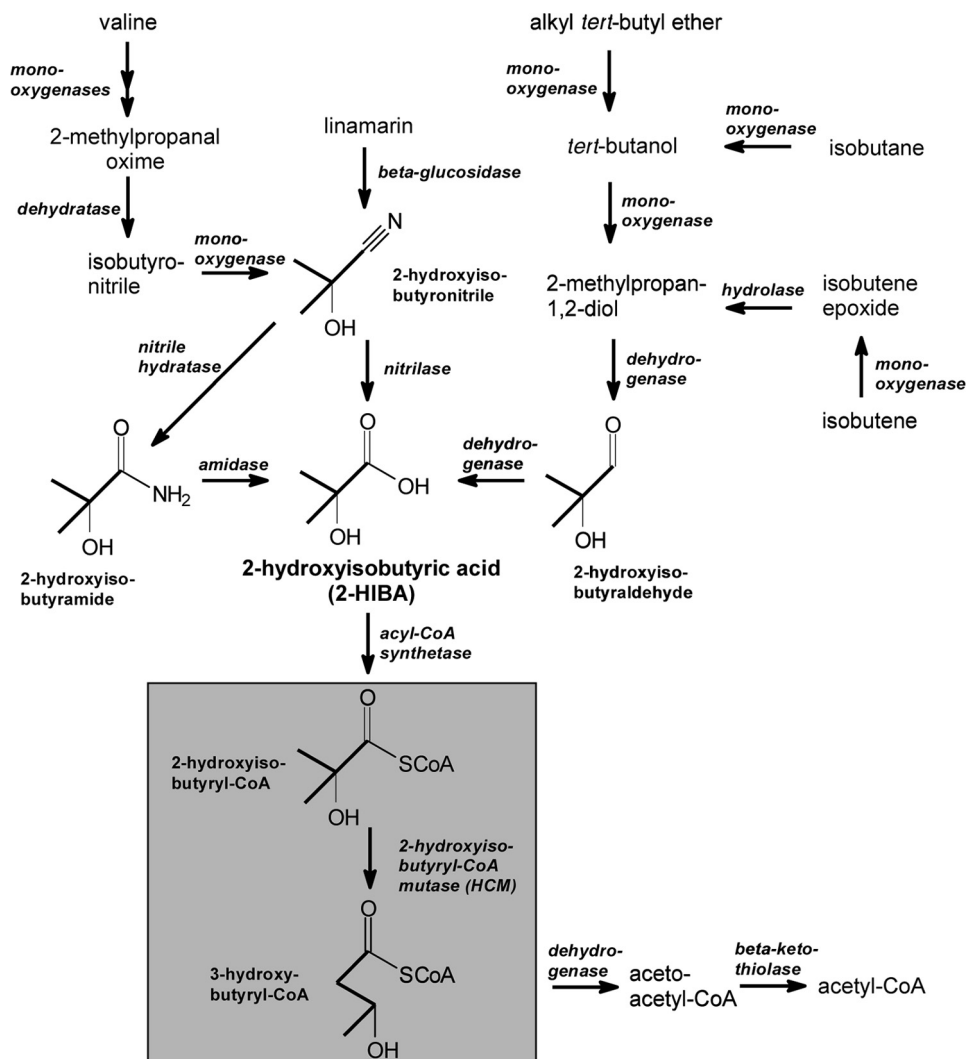 valine
mono-
oxygenases
2-methylpropanal
oxime
dehydratase
isobutyro-
nitrile
mono-
oxygenase
linamarin
beta-glucosidase
N
OH
2-hydroxyiso-
butyronitrile
nitrile
hydratase
nitrilase
alkyl tert-butyl ether
mono-
oxygenase
tert-butanol
mono-
oxygenase
isobutane
mono-
oxygenase
2-methylpropan-
1,2-diol
hydrolase
isobutene
epoxide
mono-
oxygenase
isobutene
dehydro-
genase
O
NH2
OH
2-hydroxyiso-
butyramide
amidase
O
OH
OH
2-hydroxyisobutyric acid
(2-HIBA)
dehydro-
genase
O
OH
2-hydroxyiso-
butyraldehyde
acyl-CoA
synthetase
O
SCoA
OH
2-hydroxyiso-
butyryl-CoA
2-hydroxyiso-
butyryl-CoA
mutase (HCM)
O
SCoA
OH
3-hydroxy-
butyryl-CoA
dehydro-
genase
aceto-
acetyl-CoA
beta-keto-
thiolase
acetyl-CoA